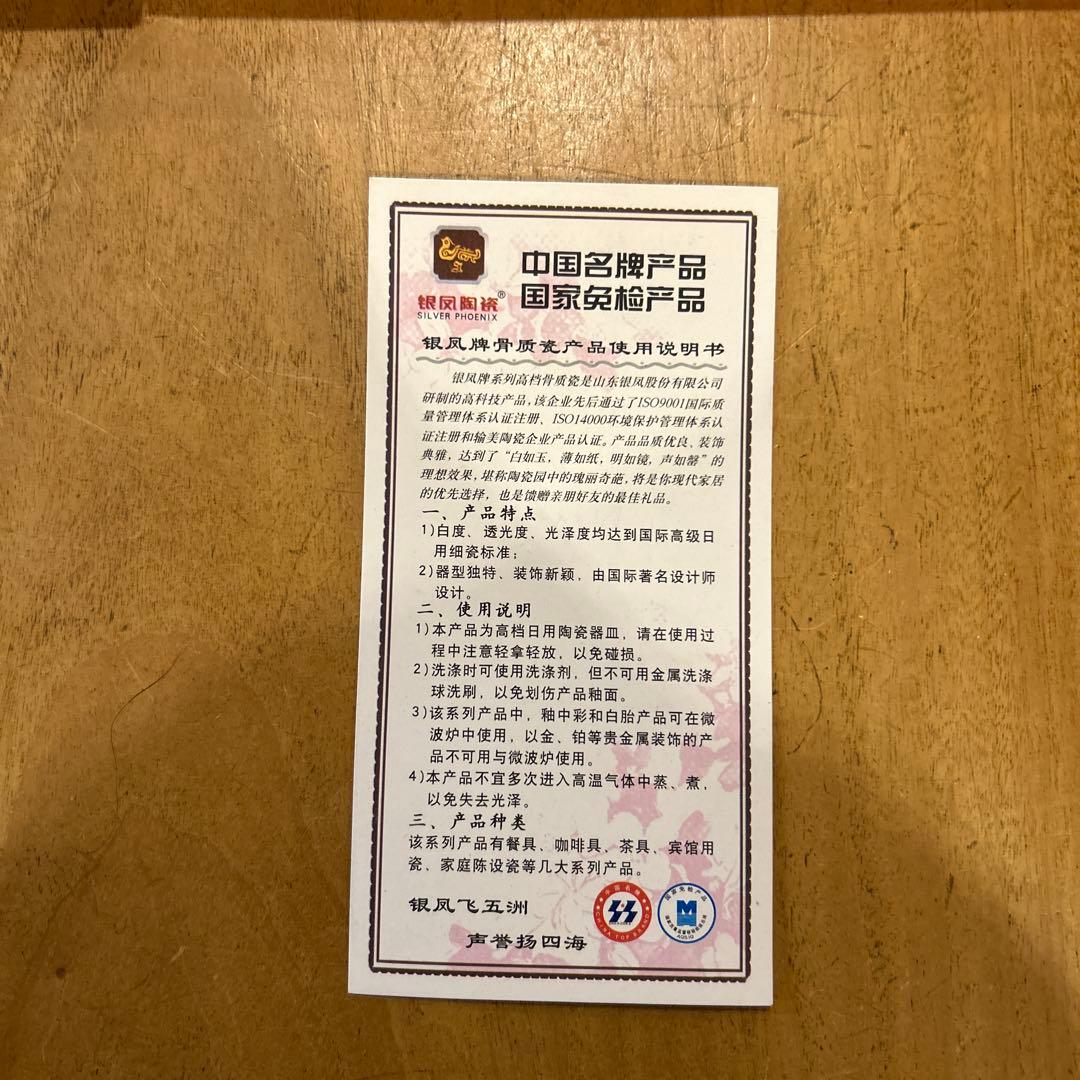 中国名牌产品
国家免检产品
银凤陶瓷®
SILVER PHOENIX
银凤牌骨质瓷产品使用说明书
银凤牌系列高档骨质瓷是山东银凤股份有限公司
研制的高科技产品,该企业先后通过了ISO9001国际质
量管理体系认证注册、ISO14000环境保护管理体系认
证注册和输美陶瓷企业产品认证。产品品质优良、装饰
典雅,达到了“白如玉,薄如纸,明如镜,声如罄”的
理想效果,堪称陶瓷园中的瑰丽奇葩,将是你现代家居
的优先选择,也是馈赠亲朋好友的最佳礼品。
一、产品特点
1)白度、透光度、光泽度均达到国际高级日
用细瓷标准;
2)器型独特、装饰新颖,由国际著名设计师
设计。
二、使用说明
1)本产品为高档日用陶瓷器皿,请在使用过
程中注意轻拿轻放,以免碰损。
2)洗涤时可使用洗涤剂,但不可用金属洗涤
球洗刷,以免划伤产品釉面。
3)该系列产品中,釉中彩和白胎产品可在微
波炉中使用,以金、铂等贵金属装饰的产
品不可用与微波炉使用。
4)本产品不宜多次进入高温气体中蒸、煮,
以免失去光泽。
三、产品种类
该系列产品有餐具、咖啡具、茶具、宾馆用
瓷、家庭陈设瓷等几大系列产品。
银凤飞五洲
声誉扬四海
中国名牌
CHINA TOP BRAND
国家免检产品
AQSIQ